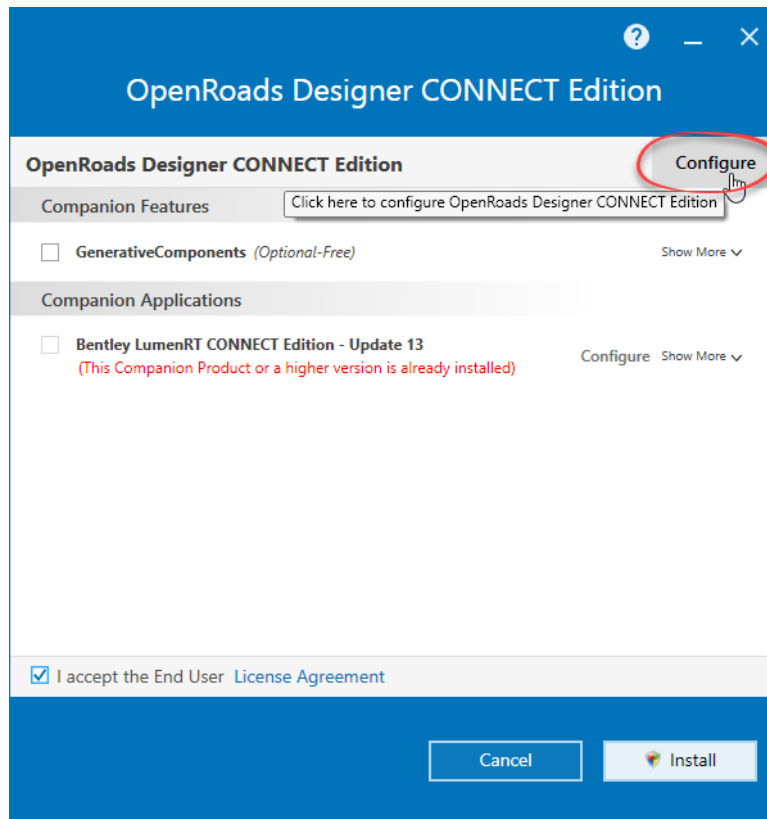 OpenRoads Designer CONNECT Edition
OpenRoads Designer CONNECT Edition Configure
Companion Features
Click here to configure OpenRoads Designer CONNECT Edition
GenerativeComponents (Optional-Free) Show More
Companion Applications
Bentley LumenRT CONNECT Edition - Update 13
(This Companion Product or a higher version is already installed)
Configure Show More
I accept the End User License Agreement
Cancel Install